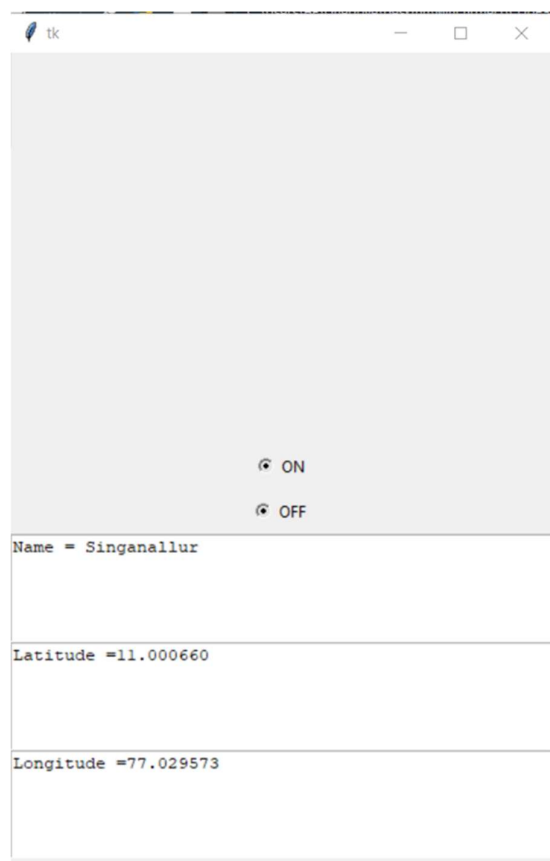 tk
ON
OFF
Name = Singanallur
Latitude =11.000660
Longitude =77.029573